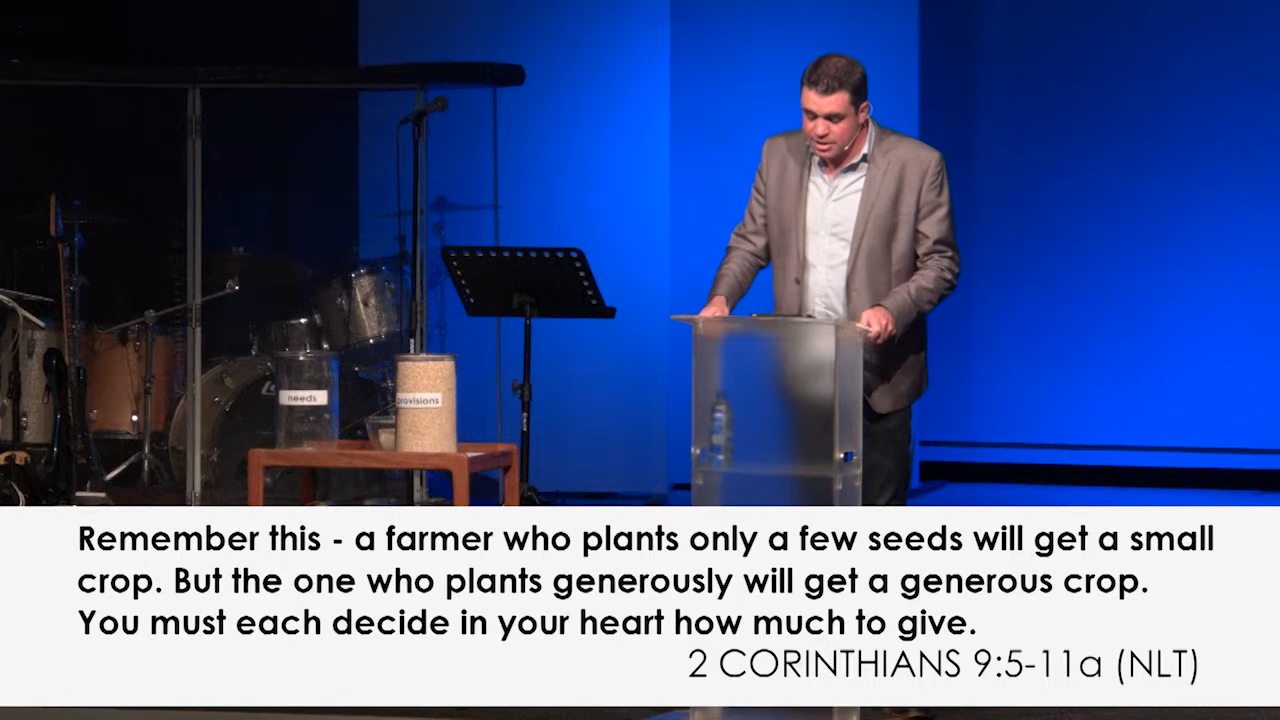 needs
provisions
Remember this - a farmer who plants only a few seeds will get a small
crop. But the one who plants generously will get a generous crop.
You must each decide in your heart how much to give.
2 CORINTHIANS 9:5-11a (NLT)